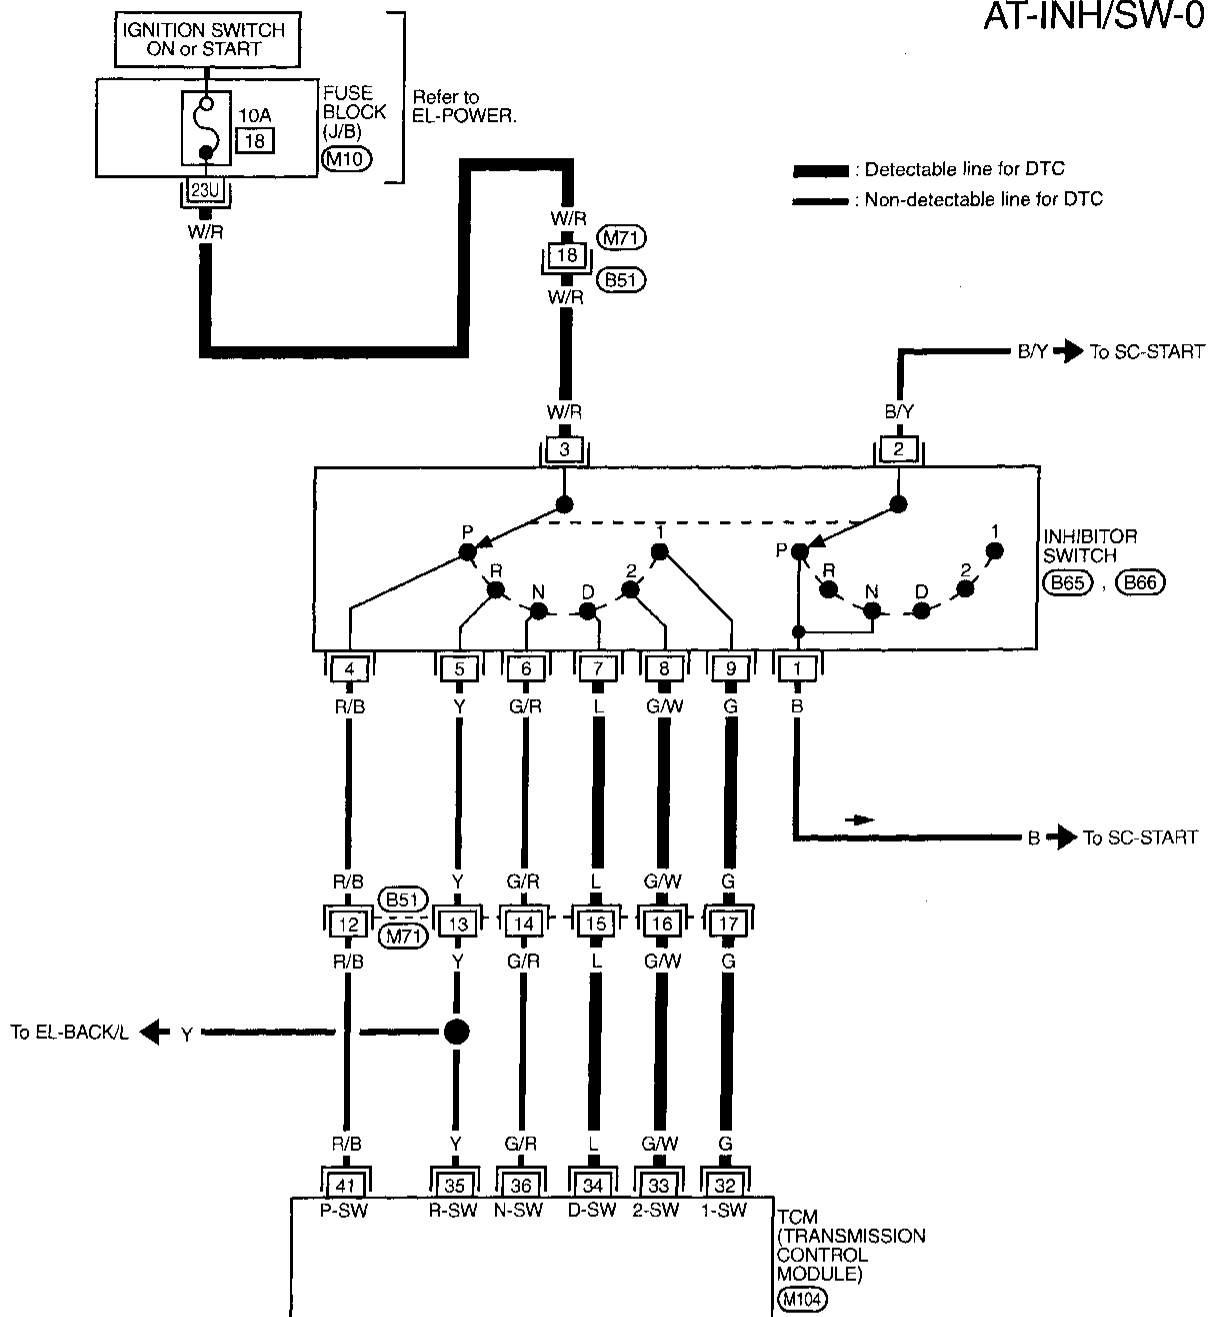 AT-INH/SW-0
IGNITION SWITCH
ON or START
FUSE
BLOCK
(J/B)
M10
10A
18
Refer to
EL-POWER.
23U
W/R
: Detectable line for DTC
: Non-detectable line for DTC
W/R
18
M71
B51
W/R
B/Y
To SC-START
W/R
B/Y
3
2
P
R
N
D
2
1
P
R
N
D
2
1
INHIBITOR
SWITCH
B65 , B66
4 5 6 7 8 9 1
R/B Y G/R L G/W G B
B To SC-START
R/B Y G/R L G/W G
B51
12 13 14 15 16 17
M71
R/B Y G/R L G/W G
To EL-BACK/L Y
R/B Y G/R L G/W G
41 35 36 34 33 32
P-SW R-SW N-SW D-SW 2-SW 1-SW
TCM
(TRANSMISSION
CONTROL
MODULE)
M104